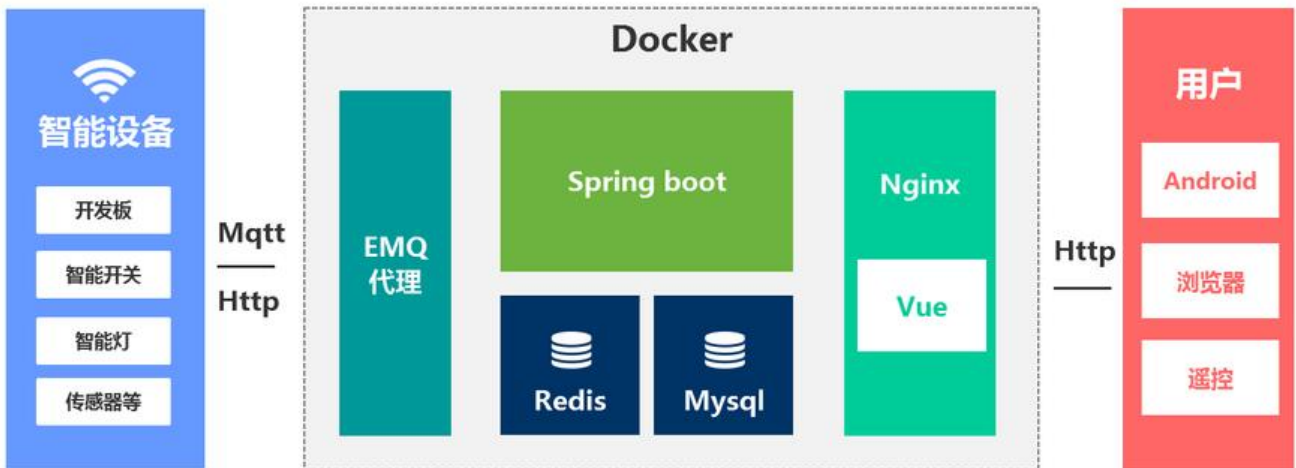 智能设备
开发板
智能开关
智能灯
传感器等
Mqtt
Http
Docker
EMQ
代理
Spring boot
Redis
Mysql
Nginx
Vue
Http
用户
Android
浏览器
遥控